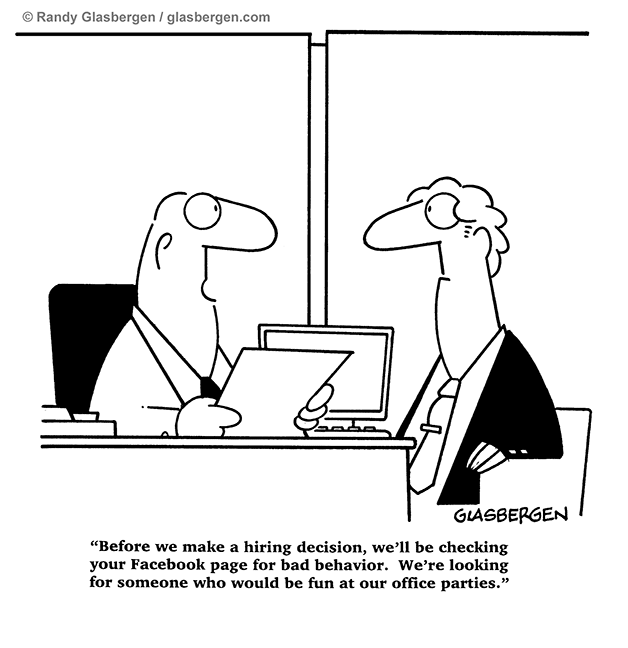 © Randy Glasbergen / glasbergen.com
GLASBERGEN
“Before we make a hiring decision, we’ll be checking
your Facebook page for bad behavior.  We’re looking
for someone who would be fun at our office parties.”